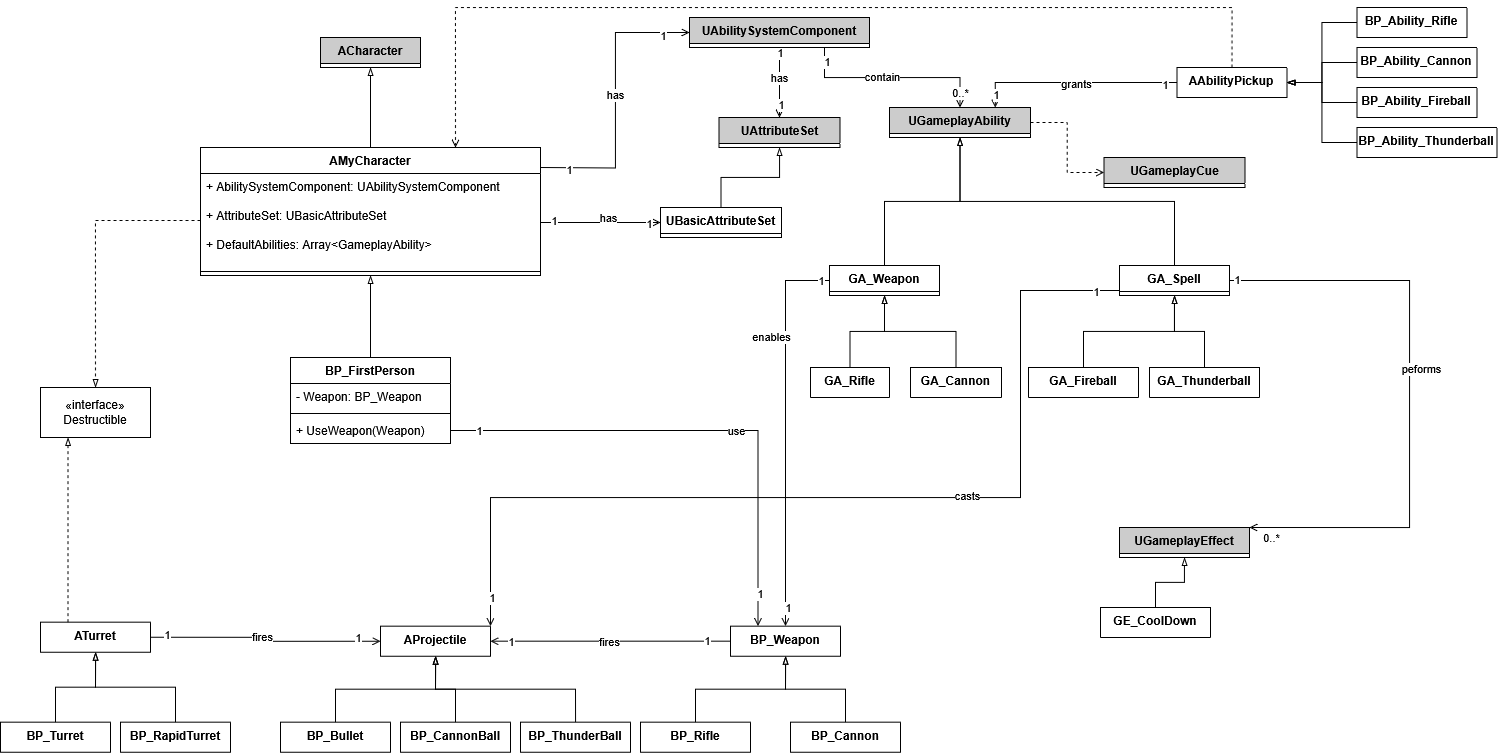 BP_Ability_Rifle
UAbilitySystemComponent
1
1
1
ACharacter
has
contain
BP_Ability_Cannon
AAbilityPickup
grants
1
has
0..*
1
BP_Ability_Fireball
1
UAttributeSet
UGameplayAbility
BP_Ability_Thunderball
AMyCharacter
1
UGameplayCue
+ AbilitySystemComponent: UAbilitySystemComponent
+ AttributeSet: UBasicAttributeSet
1
has
1
UBasicAttributeSet
+ DefaultAbilities: Array<GameplayAbility>
1
GA_Weapon
1
GA_Spell
1
enables
BP_FirstPerson
- Weapon: BP_Weapon
+ UseWeapon(Weapon)
1
use
GA_Rifle
GA_Cannon
GA_Fireball
GA_Thunderball
peforms
«interface»
Destructible
casts
UGameplayEffect
0..*
1
1
1
GE_CoolDown
ATurret
1
fires
1
AProjectile
1
fires
1
BP_Weapon
BP_Turret
BP_RapidTurret
BP_Bullet
BP_CannonBall
BP_ThunderBall
BP_Rifle
BP_Cannon